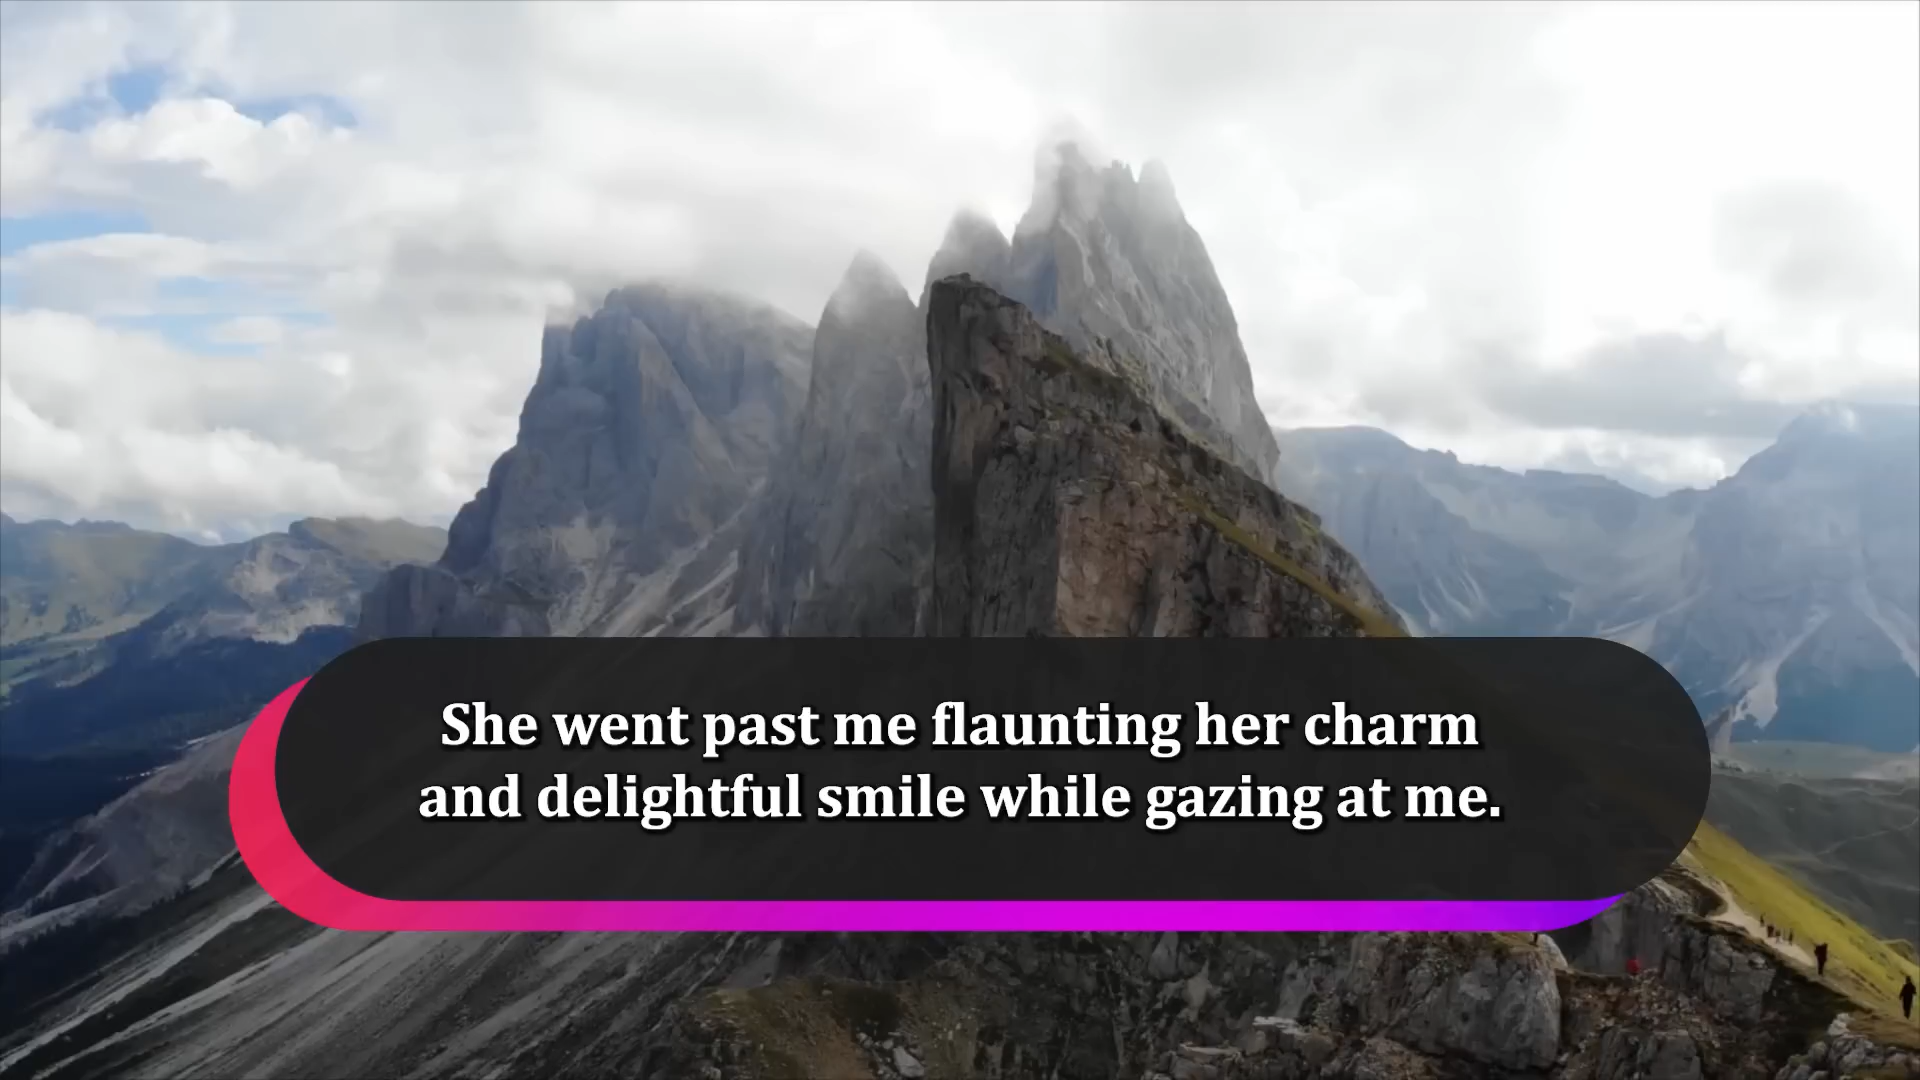 She went past me flaunting her charm
and delightful smile while gazing at me.